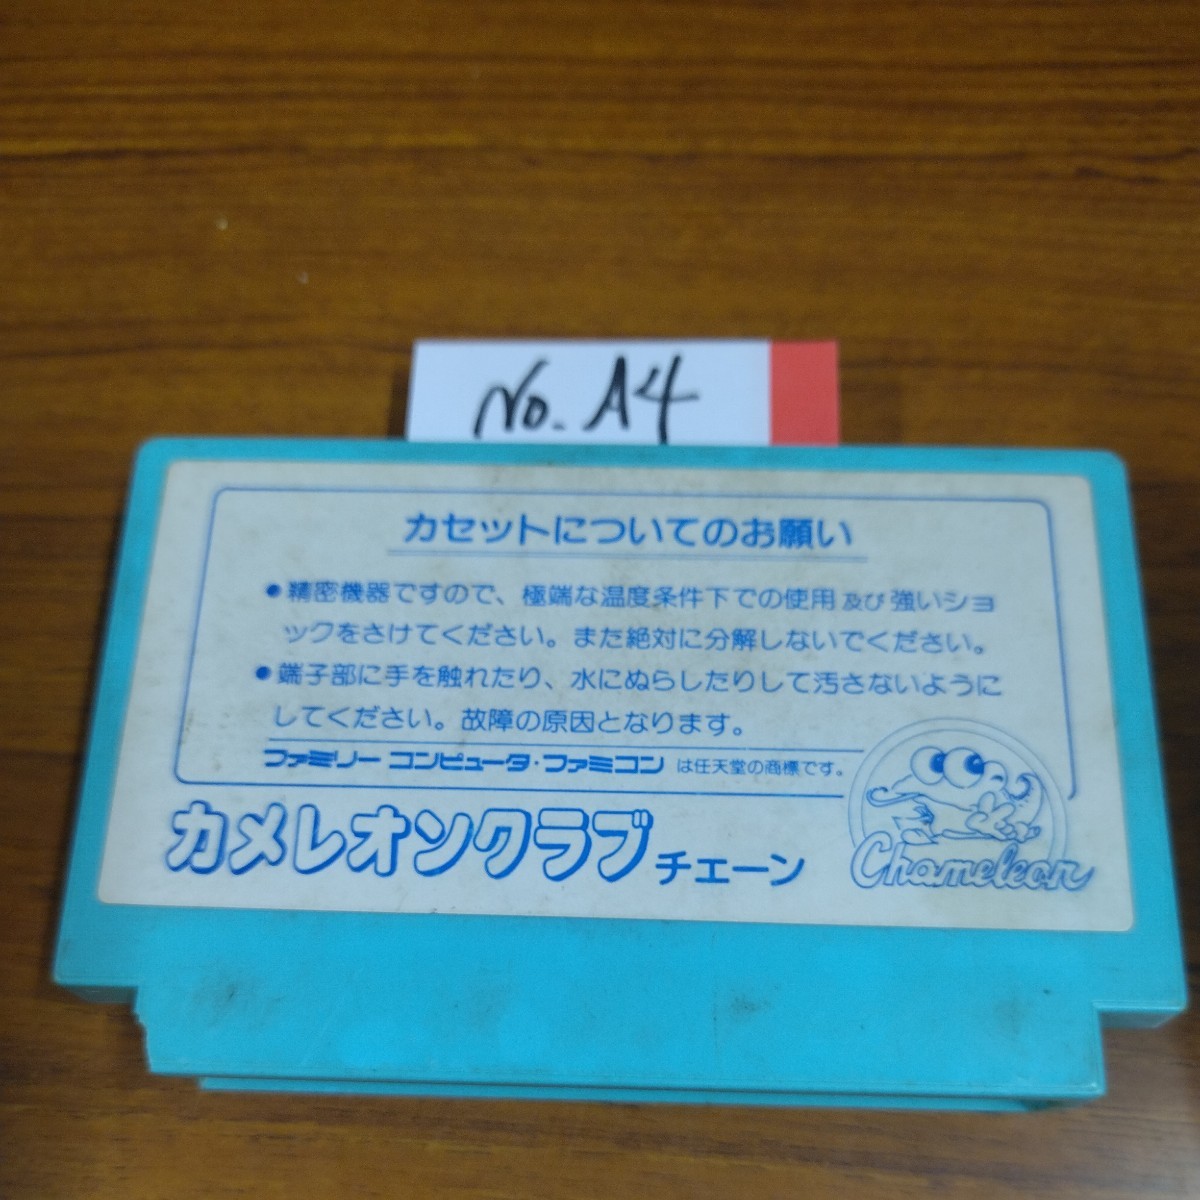 No. A4
カセットについてのお願い
●精密機器ですので、極端な温度条件下での使用及び強いショ
ックをさけてください。また絶対に分解しないでください。
●端子部に手を触れたり、水にぬらしたりして汚さないように
してください。故障の原因となります。
ファミリーコンピュータ・ファミコン は任天堂の商標です。
カメレオンクラブチェーン
Chameleon